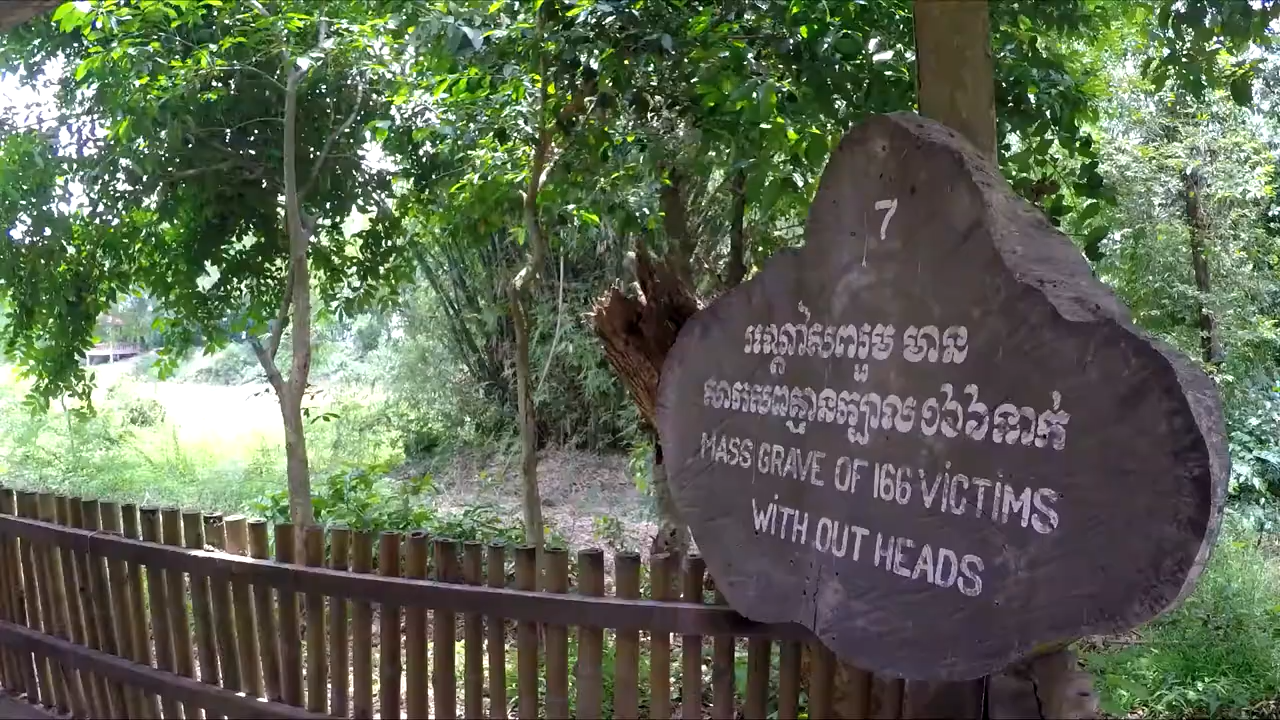 7
រណ្តៅសពរួម មាន
សាកសពគ្មានក្បាល ១៦៦ នាក់
MASS GRAVE OF 166 ViCTiMS
WiTH OUT HEADS